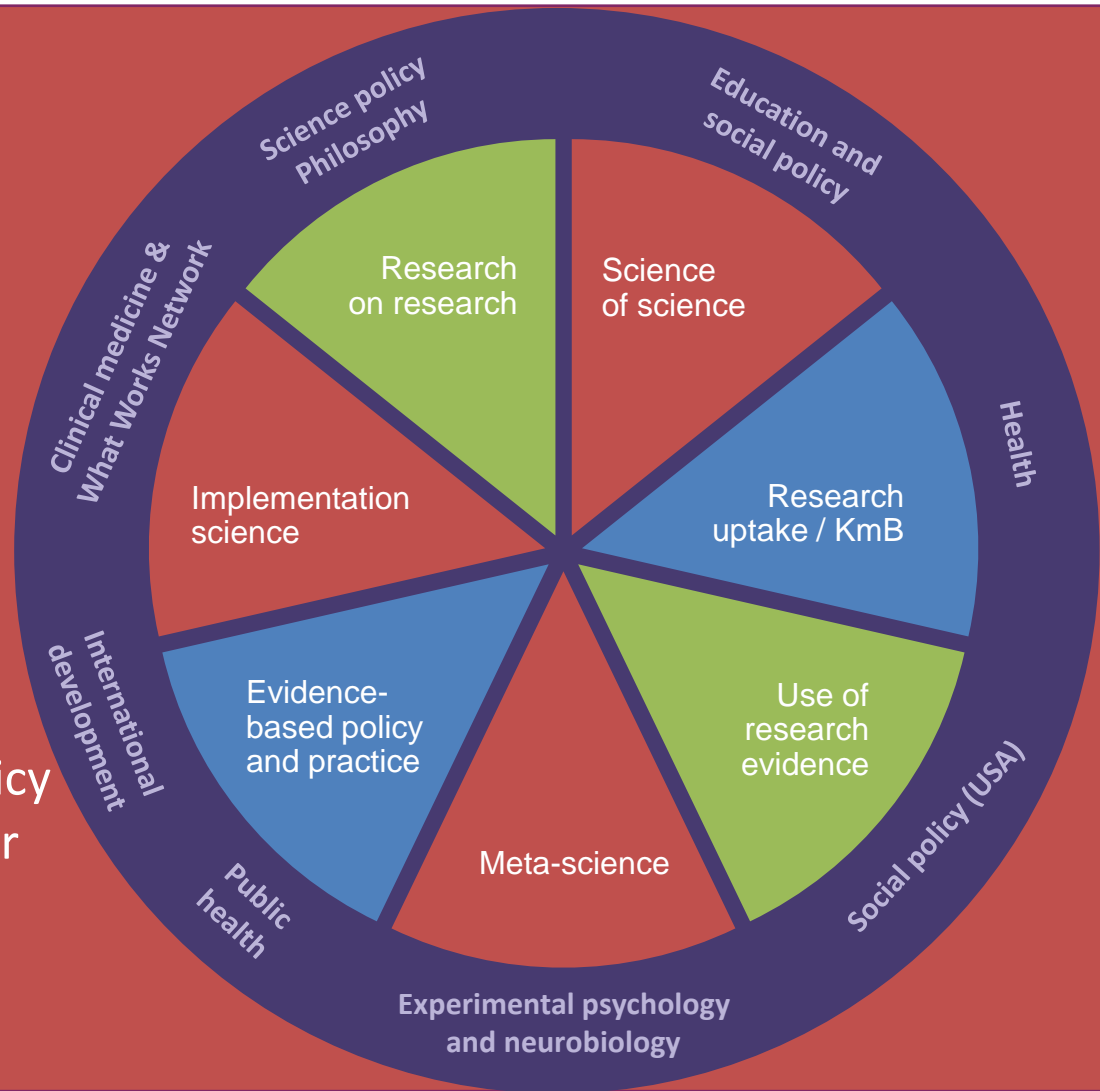 Science policy
Philosophy
Education and
social policy
Clinical medicine &
What Works Network
Health
Research
on research
Science
of science
Implementation
science
Research
uptake / KmB
International
development
Evidence-
based policy
and practice
Use of
research
evidence
icy
r
Meta-science
Social policy (USA)
Public
health
Experimental psychology
and neurobiology